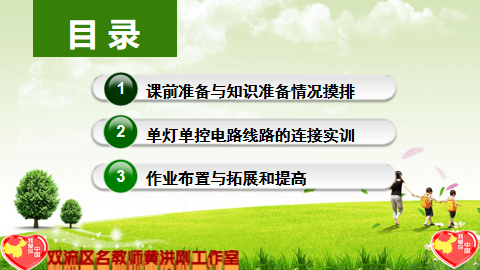 目 录
1 课前准备与知识准备情况摸排
2 单灯单控电路线路的连接实训
3 作业布置与拓展和提高
双流区名教师黄洪刚工作室